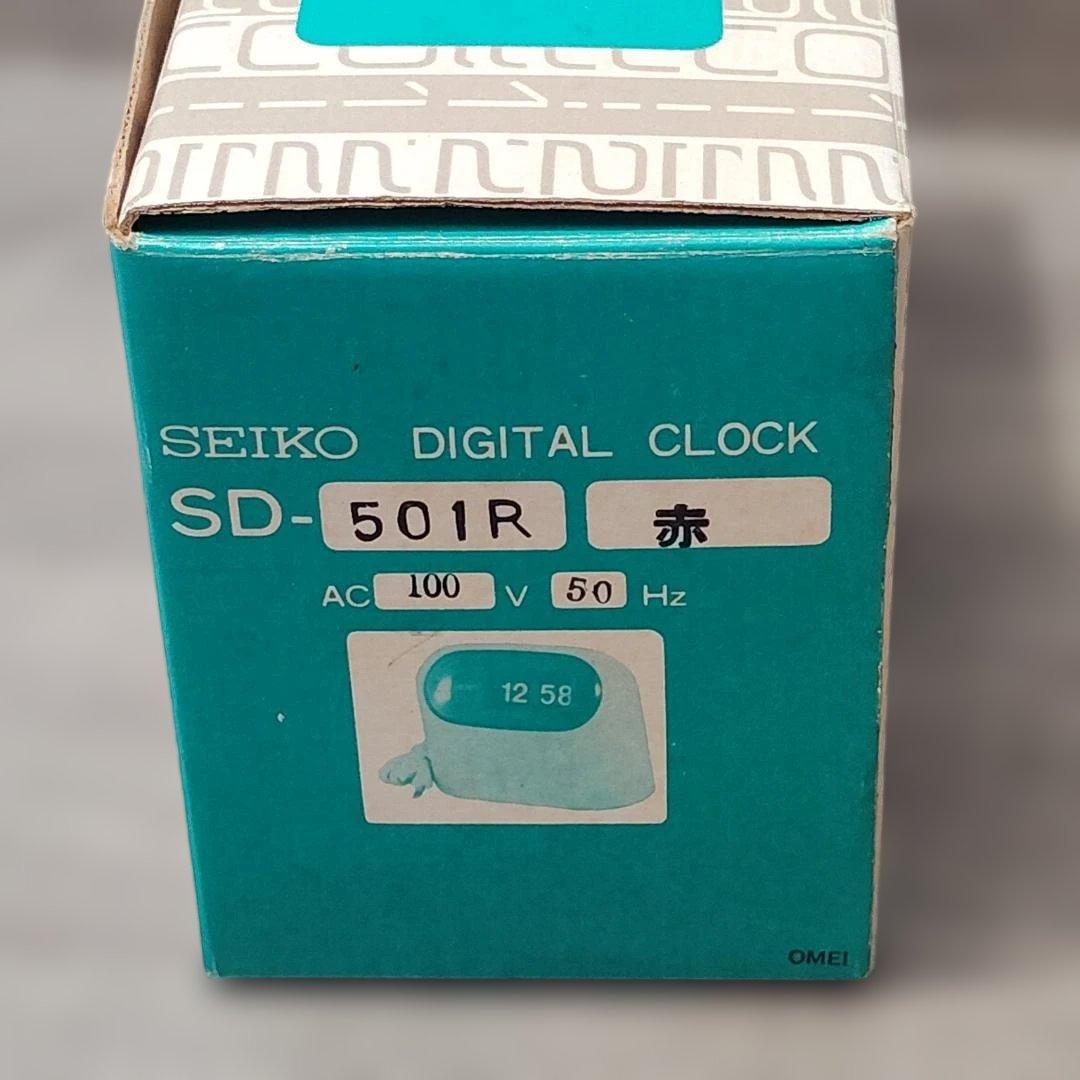 SEIKO DIGITAL CLOCK
SD-501R 赤
AC 100 V 50 Hz
12 58
OMEI